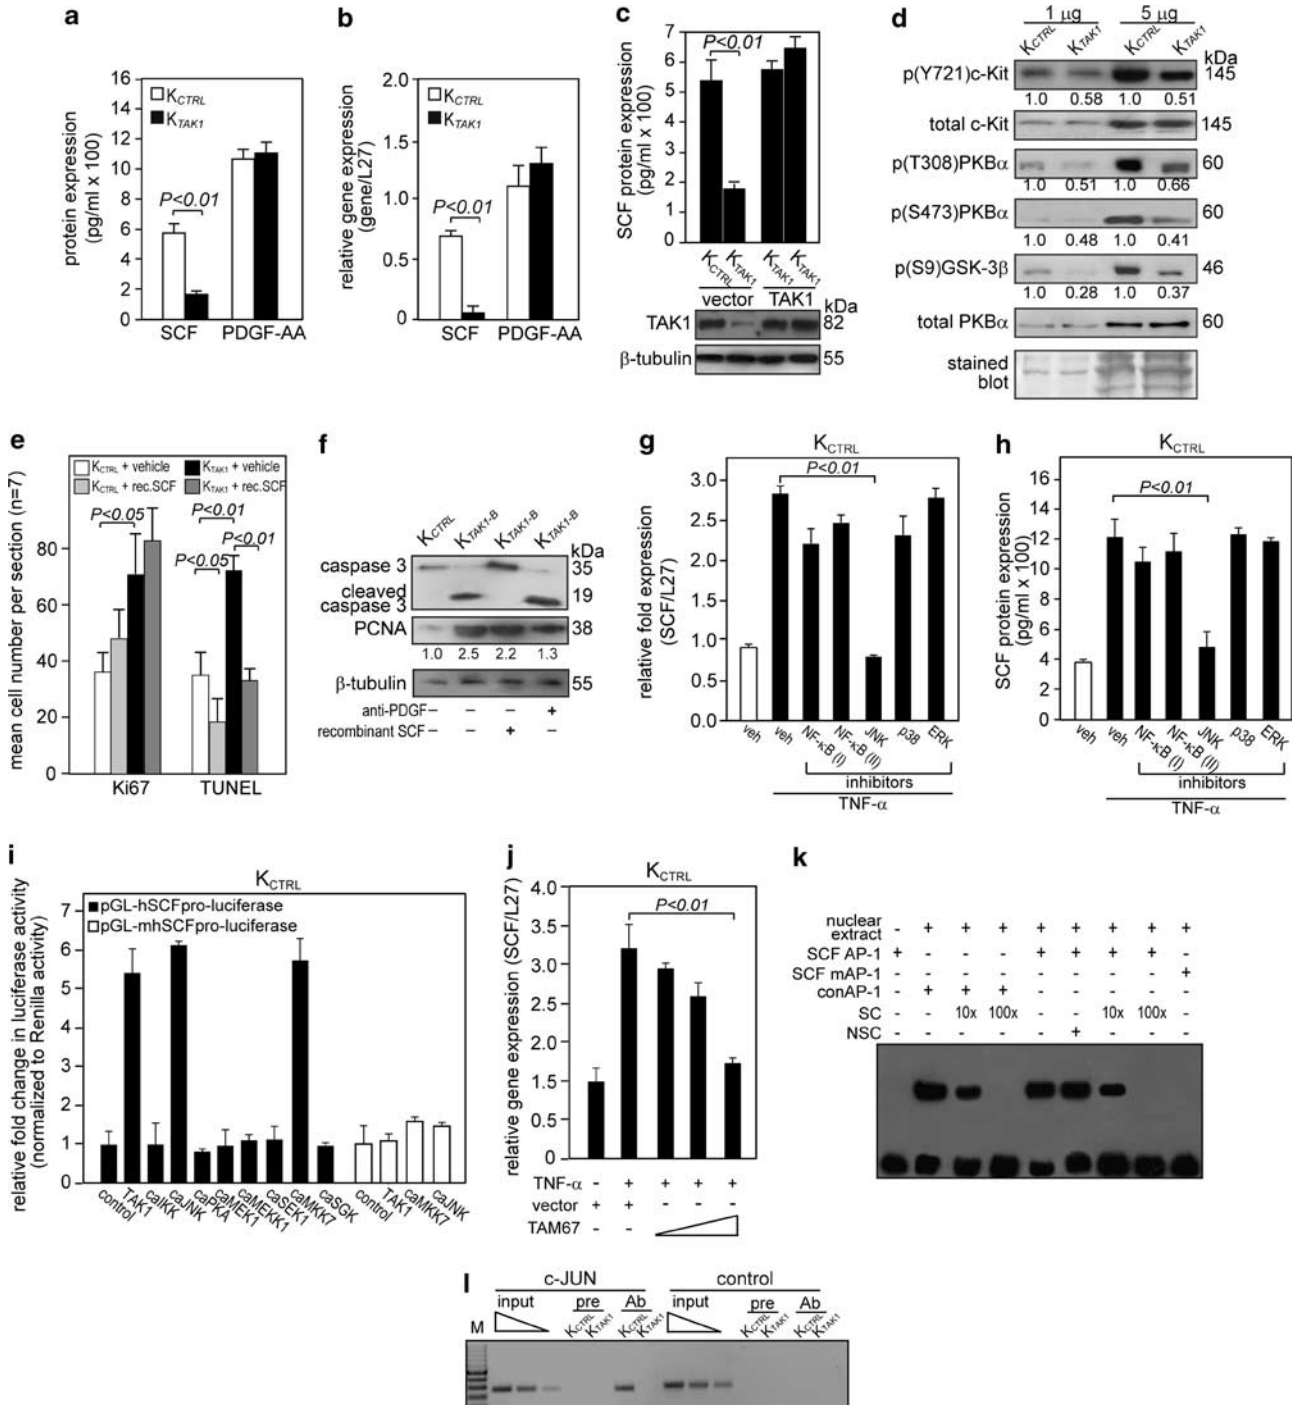 a
protein expression
(pg/ml x 100)
16
14
12
10
8
6
4
2
0
KCTRL
KTAK1
P<0.01
SCF PDGF-AA
b
relative gene expression
(gene/L27)
2.0
1.5
1.0
0.5
0
KCTRL
KTAK1
P<0.01
SCF PDGF-AA
c
SCF protein expression
(pg/ml x 100)
7
6
5
4
3
2
1
0
P<0.01
KCTRL KTAK1 KTAK1 KTAK1
vector TAK1 kDa
TAK1 82
β-tubulin 55
d
1 µg 5 µg
KCTRL KTAK1 KCTRL KTAK1 kDa
p(Y721)c-Kit 145
1.0 0.58 1.0 0.51
total c-Kit 145
p(T308)PKBα 60
1.0 0.51 1.0 0.66
p(S473)PKBα 60
1.0 0.48 1.0 0.41
p(S9)GSK-3β 46
1.0 0.28 1.0 0.37
total PKBα 60
stained
blot
e
mean cell number per section (n=7)
80
60
40
20
0
KCTRL + vehicle KTAK1 + vehicle
KCTRL + rec.SCF KTAK1 + rec.SCF
P<0.05
P<0.01
P<0.01
P<0.05
Ki67 TUNEL
f
KCTRL KTAK1-B KTAK1-B KTAK1-B
kDa
caspase 3 35
cleaved
caspase 3 19
PCNA 38
1.0 2.5 2.2 1.3
β-tubulin 55
anti-PDGF – – – +
recombinant SCF – – + –
g
KCTRL
relative fold expression
(SCF/L27)
3.0
2.5
2.0
1.5
1.0
0.5
0.0
P<0.01
veh veh NF-κB (I) NF-κB (II) JNK p38 ERK
inhibitors
TNF-α
h
KCTRL
SCF protein expression
(pg/ml x 100)
16
14
12
10
8
6
4
2
0
P<0.01
veh veh NF-κB (I) NF-κB (II) JNK p38 ERK
inhibitors
TNF-α
i
KCTRL
relative fold change in luciferase activity
(normalized to Renilla activity)
7
6
5
4
3
2
1
0
pGL-hSCFpro-luciferase
pGL-mhSCFpro-luciferase
control TAK1 caIKK caJNK caPKA caMEK1 caMEKK1 caSEK1 caMKK7 caSGK control TAK1 caMKK7 caJNK
j
KCTRL
relative gene expression (SCF/L27)
4.0
3.5
3.0
2.5
2.0
1.5
1.5
0.5
0.0
P<0.01
TNF-α - + + + +
vector + + - - -
TAM67 - -
k
nuclear
extract - + + + + + + + +
SCF AP-1 + - - - + + + + -
SCF mAP-1 - - - - - - - - +
conAP-1 - + + + - - - - -
SC - - 10x 100x - - 10x 100x -
NSC - - - - - + - - -
l
c-JUN control
input pre Ab input pre Ab
M KCTRL KTAK1 KCTRL KTAK1 KCTRL KTAK1 KCTRL KTAK1